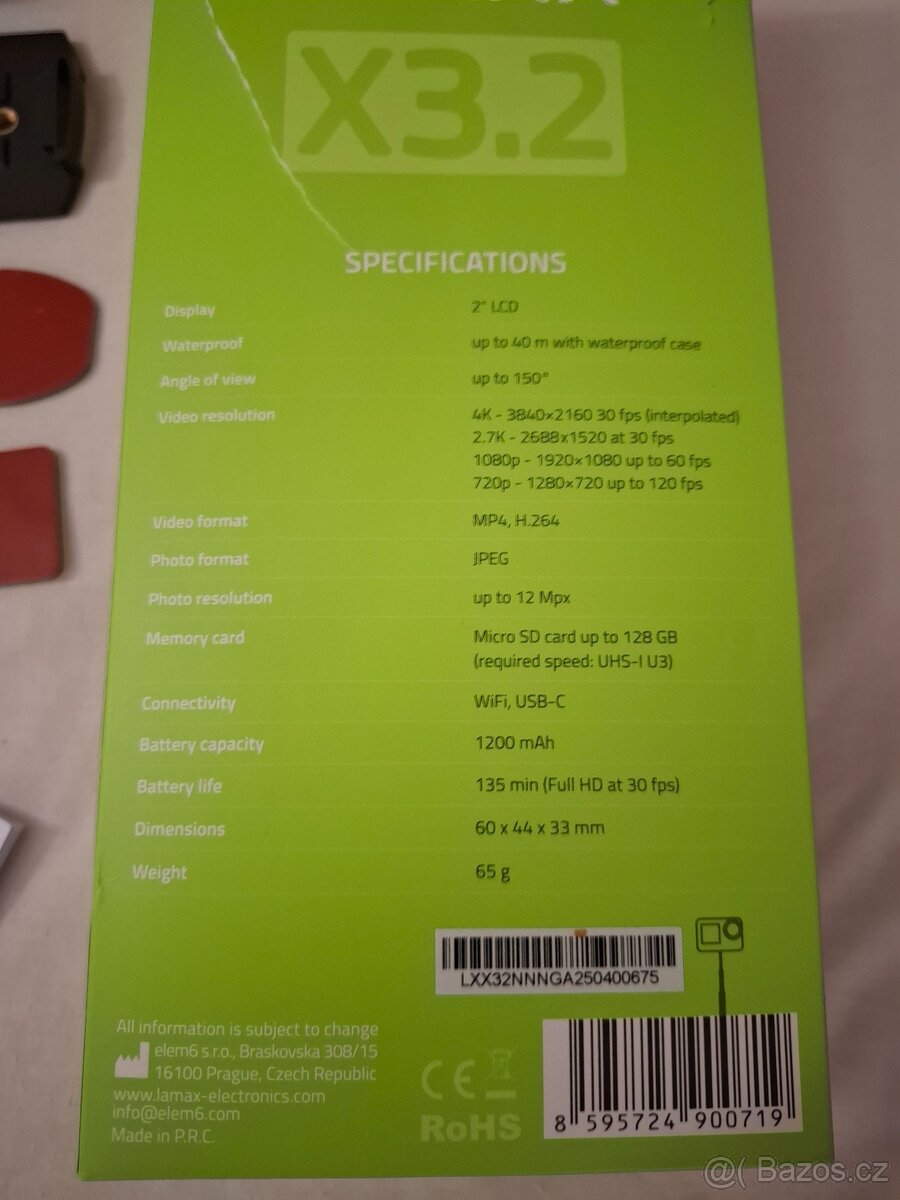 X3.2
SPECIFICATIONS
Display 2" LCD
Waterproof up to 40 m with waterproof case
Angle of view up to 150°
Video resolution 4K - 3840×2160 30 fps (interpolated)
2.7K - 2688x1520 at 30 fps
1080p - 1920×1080 up to 60 fps
720p - 1280×720 up to 120 fps
Video format MP4, H.264
Photo format JPEG
Photo resolution up to 12 Mpx
Memory card Micro SD card up to 128 GB
(required speed: UHS-I U3)
Connectivity WiFi, USB-C
Battery capacity 1200 mAh
Battery life 135 min (Full HD at 30 fps)
Dimensions 60 x 44 x 33 mm
Weight 65 g
LXX32NNNGA250400675
All information is subject to change
elem6 s.r.o., Braskovska 308/15
16100 Prague, Czech Republic
www.lamax-electronics.com
info@elem6.com
Made in P.R.C.
CE
RoHS
8 595724 900719
@( Bazos.cz